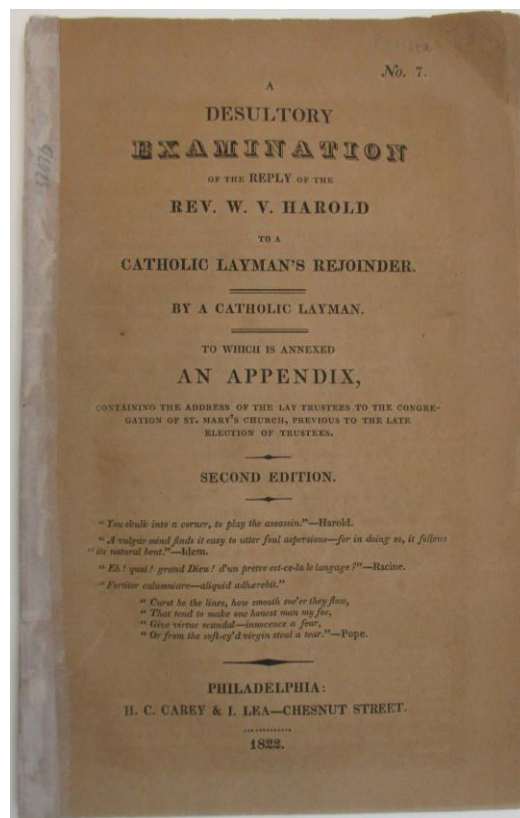 No. 7.
A
DESULTORY
EXAMINATION
OF THE REPLY OF THE
REV. W. V. HAROLD
TO A
CATHOLIC LAYMAN'S REJOINDER.
BY A CATHOLIC LAYMAN.
TO WHICH IS ANNEXED
AN APPENDIX,
CONTAINING THE ADDRESS OF THE LAY TRUSTEES TO THE CONGRE-
GATION OF ST. MARY'S CHURCH, PREVIOUS TO THE LATE
ELECTION OF TRUSTEES.
SECOND EDITION.
"You skulk into a corner, to play the assassin."—Harold.
"A vulgar mind finds it easy to utter foul aspersions—for in doing so, it follows
"its natural bent."—Idem.
"Eh! quoi! grand Dieu! d'un pretre est-ce-la le langage?"—Racine.
"Fortiter calumniare—aliquid adhærebit."
"Curst be the lines, how smooth soe'er they flow,
"That tend to make one honest man my foe,
"Give virtue scandal—innocence a fear,
"Or from the soft-ey'd virgin steal a tear."—Pope.
PHILADELPHIA:
H. C. CAREY & I. LEA—CHESNUT STREET.
1822.